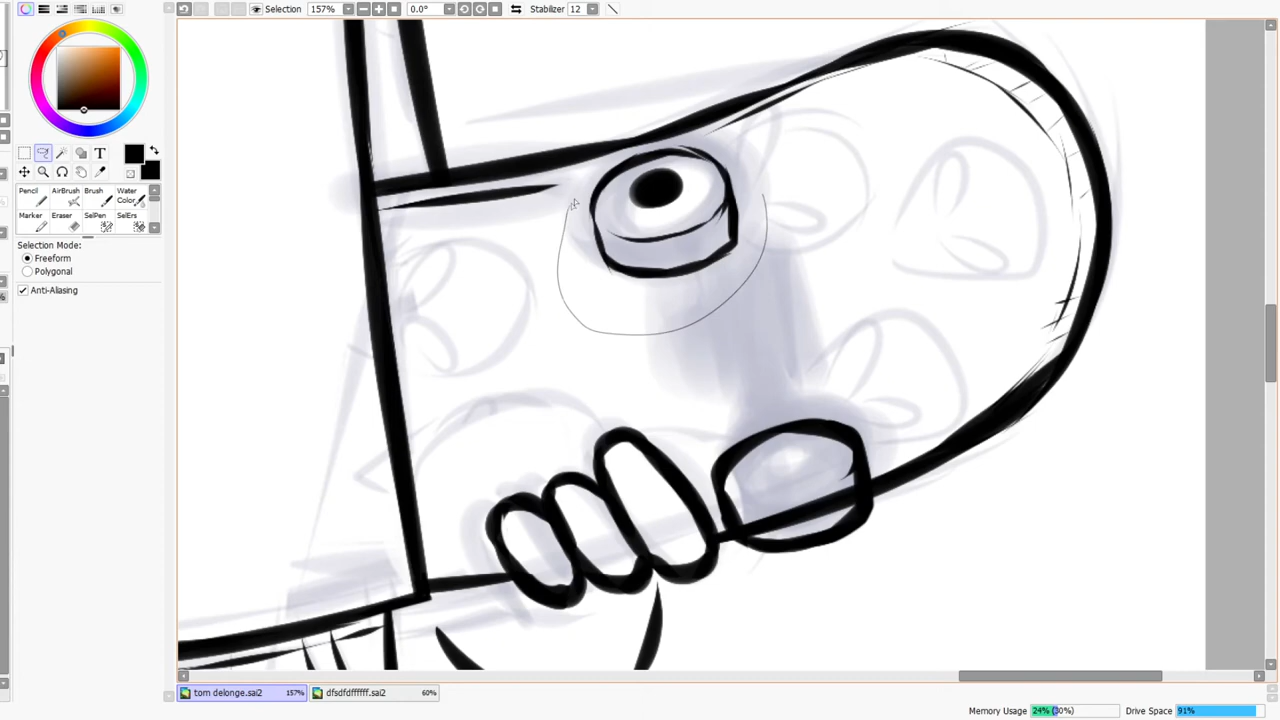 Selection 157% 0.0° Stabilizer 12
T
Pencil AirBrush Brush Water Color
Marker Eraser SelPen SelErs
Selection Mode:
Freeform
Polygonal
Anti-Aliasing
tom delonge.sai2 157% dfsdfdffffff.sai2 60%
Memory Usage 24% (30%) Drive Space 91%